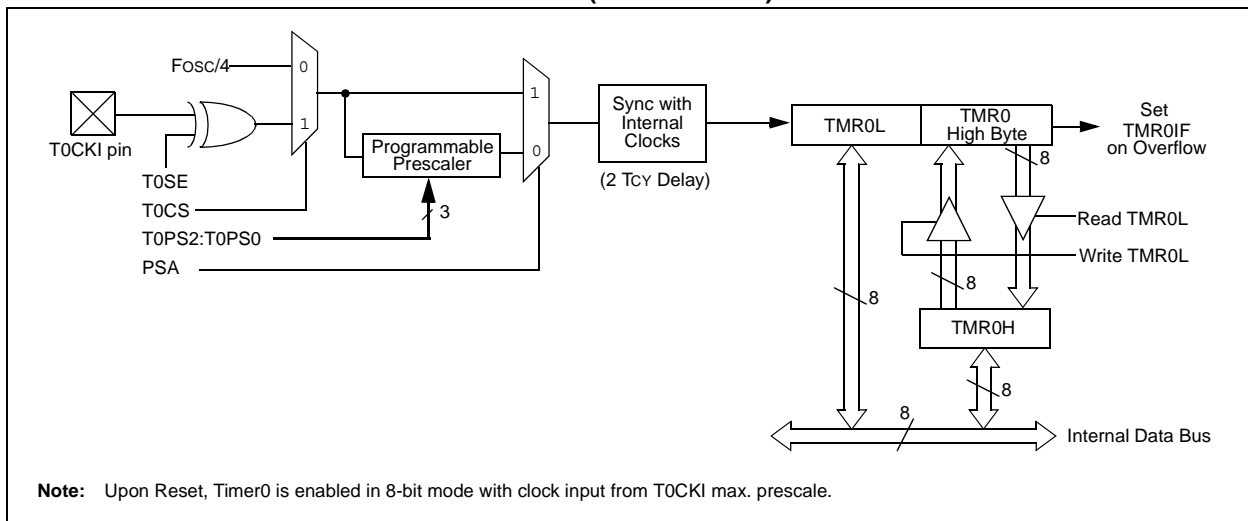 Fosc/4
0
1
T0CKI pin
T0SE
T0CS
T0PS2:T0PS0
PSA
Programmable
Prescaler
3
1
0
Sync with
Internal
Clocks
(2 TCY Delay)
TMR0L
TMR0
High Byte
Set
TMR0IF
on Overflow
8
Read TMR0L
Write TMR0L
8
8
TMR0H
8
8
Internal Data Bus
Note: Upon Reset, Timer0 is enabled in 8-bit mode with clock input from T0CKI max. prescale.